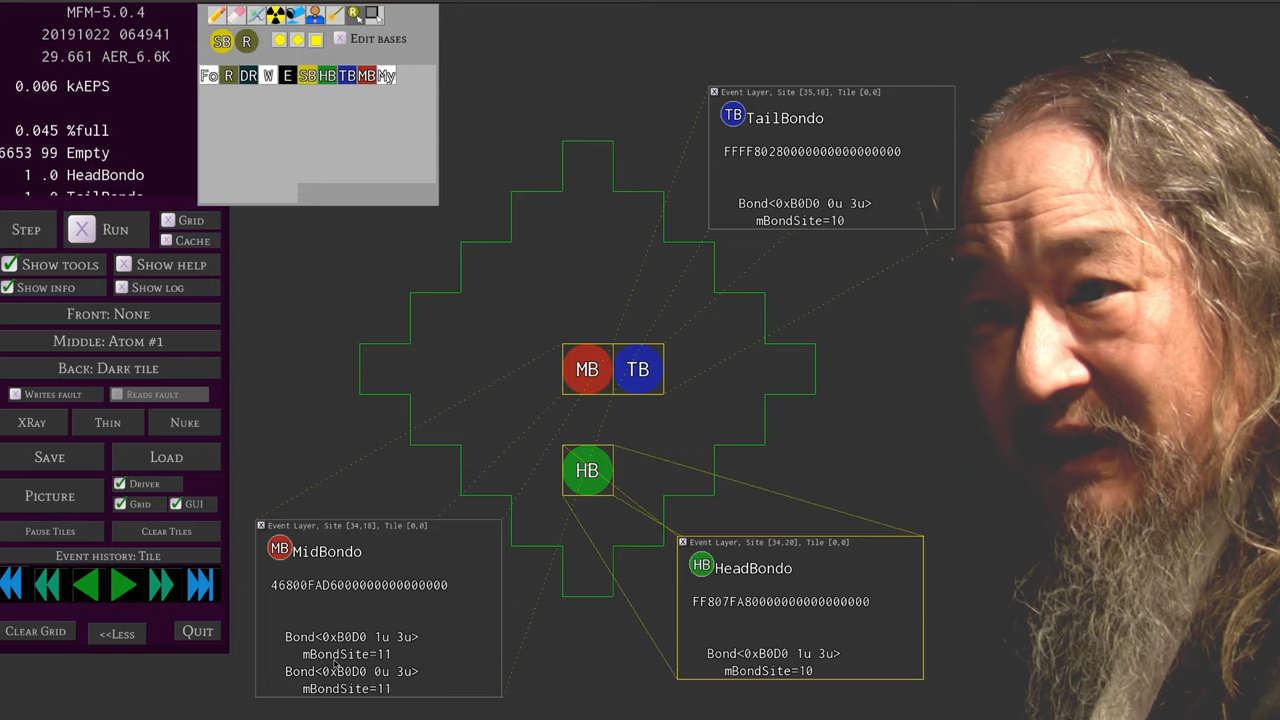 MFM-5.0.4
20191022 064941
29.661 AER_6.6K
0.006 kAEPS
0.045 %full
6653 99 Empty
1 .0 HeadBondo
1 .0 TailBondo
SB R Edit bases
Fo R DR W E SB HB TB MB My
Step Run Grid
Cache
Show tools Show help
Show info Show log
Front: None
Middle: Atom #1
Back: Dark tile
Writes fault Reads fault
XRay Thin Nuke
Save Load
Picture Driver
Grid GUI
Pause Tiles Clear Tiles
Event history: Tile
Clear Grid <<Less Quit
Event Layer, Site [35,18], Tile [0,0]
TB TailBondo
FFFF80280000000000000000
Bond<0xB0D0 0u 3u>
mBondSite=10
MB TB
HB
Event Layer, Site [34,18], Tile [0,0]
MB MidBondo
46800FAD6000000000000000
Bond<0xB0D0 1u 3u>
mBondSite=11
Bond<0xB0D0 0u 3u>
mBondSite=11
Event Layer, Site [34,20], Tile [0,0]
HB HeadBondo
FF807FA80000000000000000
Bond<0xB0D0 1u 3u>
mBondSite=10